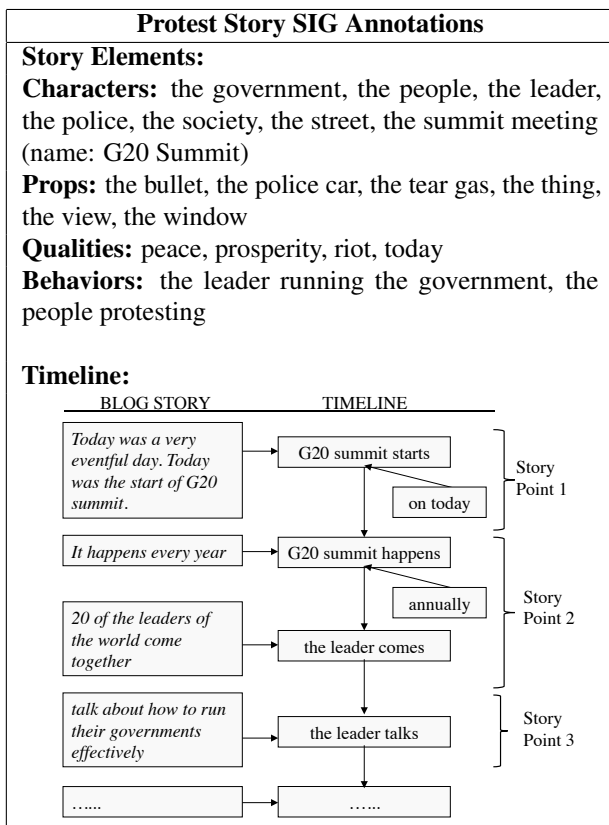 Protest Story SIG Annotations
Story Elements:
Characters: the government, the people, the leader,
the police, the society, the street, the summit meeting
(name: G20 Summit)
Props: the bullet, the police car, the tear gas, the thing,
the view, the window
Qualities: peace, prosperity, riot, today
Behaviors: the leader running the government, the
people protesting
Timeline:
BLOG STORY
TIMELINE
Today was a very
eventful day. Today
was the start of G20
summit.
G20 summit starts
on today
Story
Point 1
It happens every year
G20 summit happens
annually
20 of the leaders of
the world come
together
the leader comes
Story
Point 2
talk about how to run
their governments
effectively
the leader talks
Story
Point 3
…...
…...